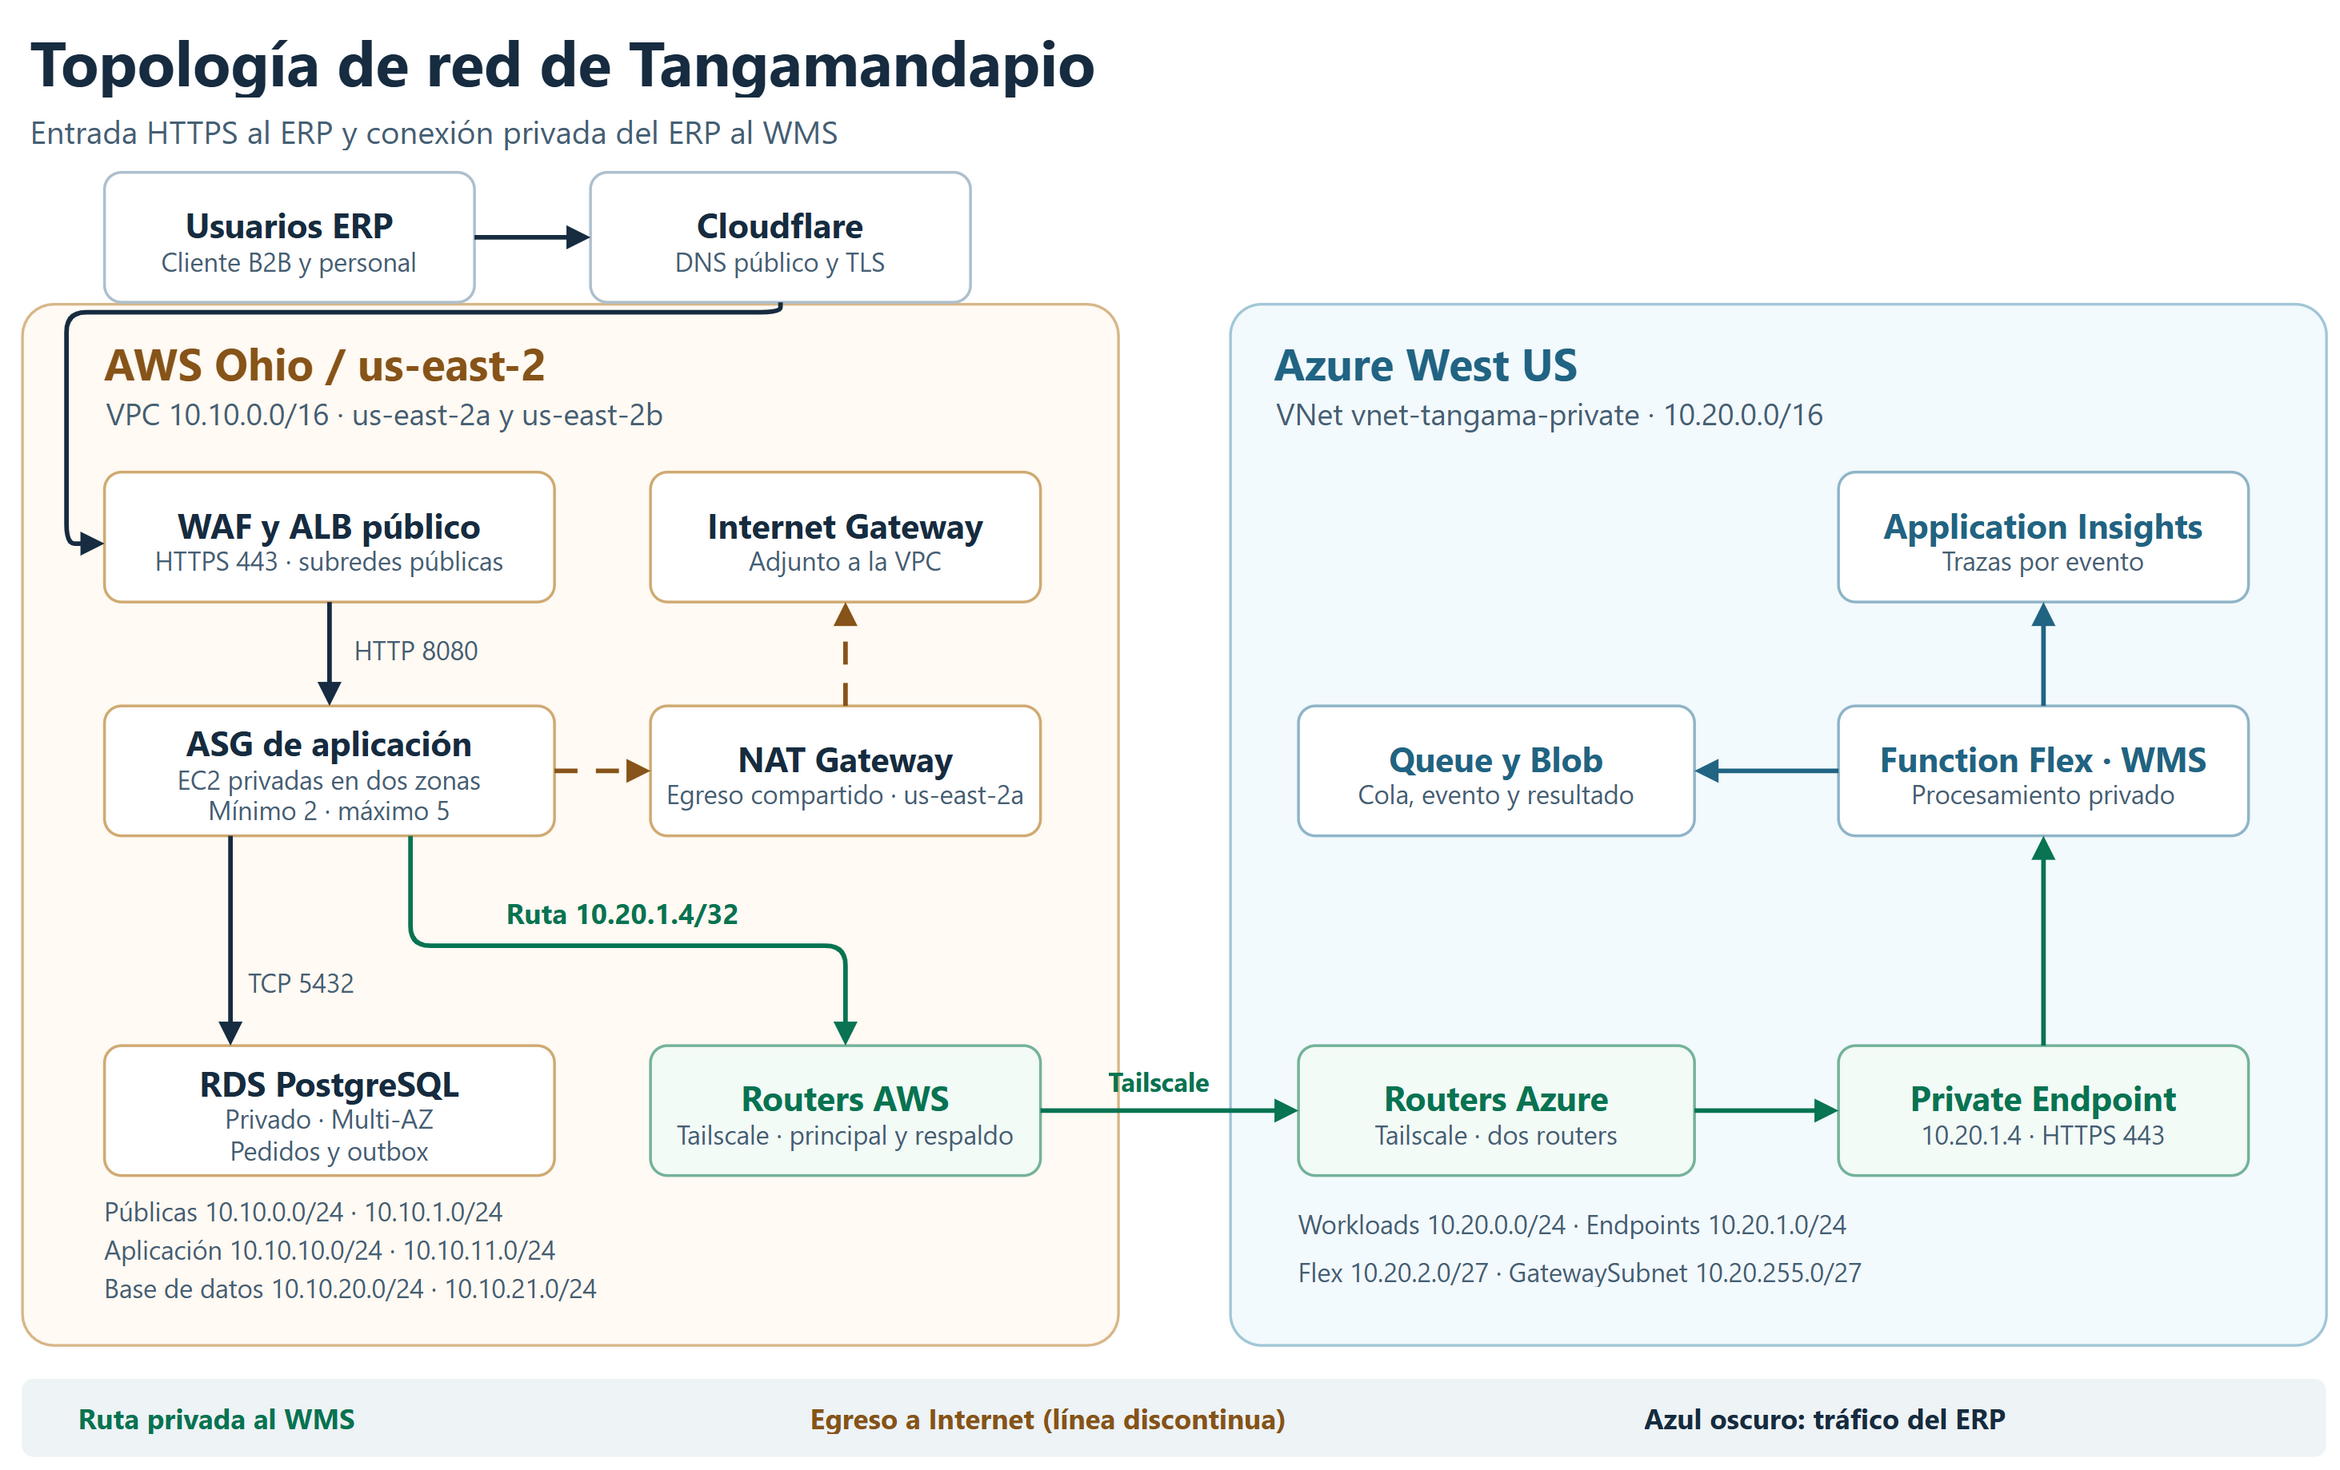 Topología de red de Tangamandapio
Entrada HTTPS al ERP y conexión privada del ERP al WMS
Usuarios ERP
Cliente B2B y personal
Cloudflare
DNS público y TLS
AWS Ohio / us-east-2
VPC 10.10.0.0/16 · us-east-2a y us-east-2b
WAF y ALB público
HTTPS 443 · subredes públicas
Internet Gateway
Adjunto a la VPC
HTTP 8080
ASG de aplicación
EC2 privadas en dos zonas
Mínimo 2 · máximo 5
NAT Gateway
Egreso compartido · us-east-2a
Ruta 10.20.1.4/32
TCP 5432
RDS PostgreSQL
Privado · Multi-AZ
Pedidos y outbox
Routers AWS
Tailscale · principal y respaldo
Públicas 10.10.0.0/24 · 10.10.1.0/24
Aplicación 10.10.10.0/24 · 10.10.11.0/24
Base de datos 10.10.20.0/24 · 10.10.21.0/24
Tailscale
Azure West US
VNet vnet-tangama-private · 10.20.0.0/16
Application Insights
Trazas por evento
Queue y Blob
Cola, evento y resultado
Function Flex · WMS
Procesamiento privado
Routers Azure
Tailscale · dos routers
Private Endpoint
10.20.1.4 · HTTPS 443
Workloads 10.20.0.0/24 · Endpoints 10.20.1.0/24
Flex 10.20.2.0/27 · GatewaySubnet 10.20.255.0/27
Ruta privada al WMS
Egreso a Internet (línea discontinua)
Azul oscuro: tráfico del ERP